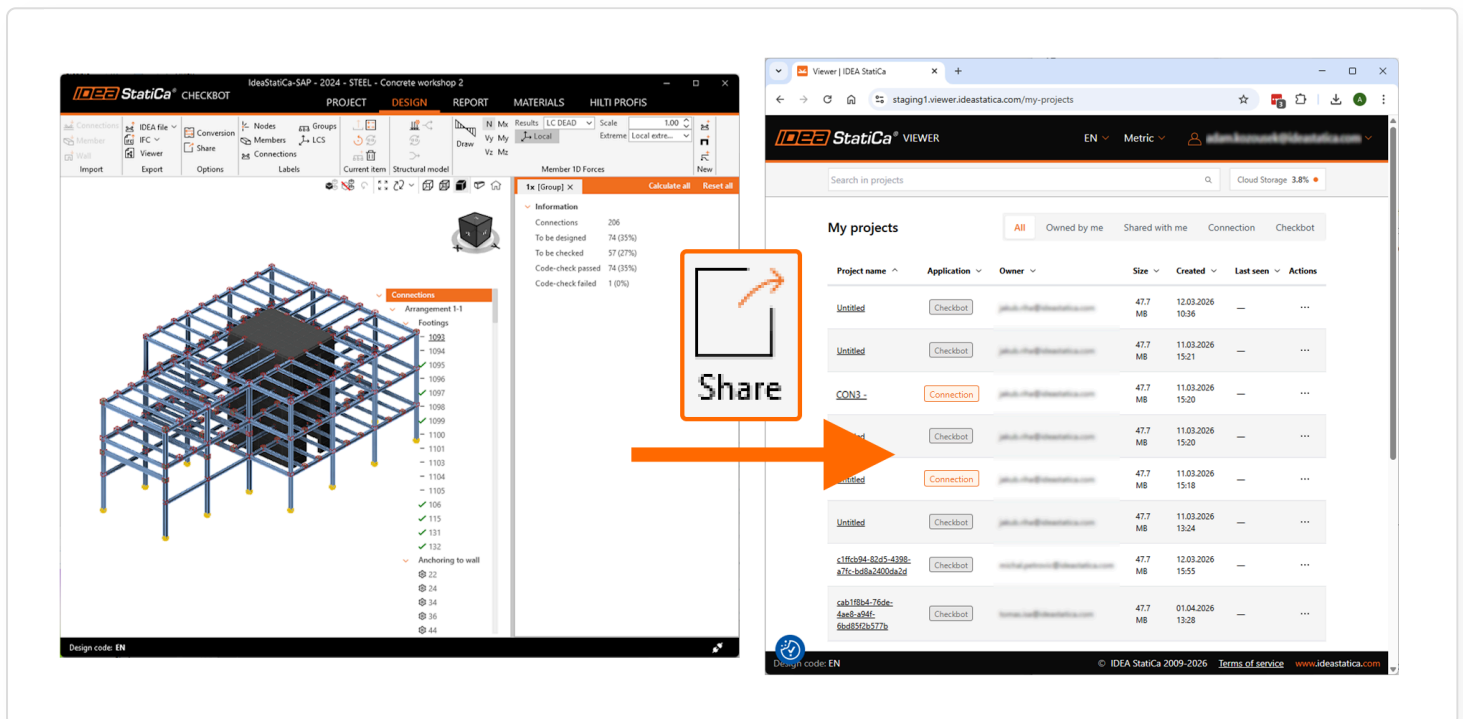 IdeaStatiCa-SAP - 2024 - STEEL - Concrete workshop 2
IDEA StatiCa® CHECKBOT
PROJECT DESIGN REPORT MATERIALS HILTI PROFIS
Connections IDEA file Conversion Nodes Groups N Mx Results LC DEAD Scale 1.00
Member IFC Share Members LCS Draw Vy My Local Extreme Local extre...
Wall Viewer Connections Vz Mz
Import Export Options Labels Current item Structural model Member 1D Forces New
1x [Group] Calculate all Reset all
Information
Connections 206
To be designed 74 (35%)
To be checked 57 (27%)
Code-check passed 74 (35%)
Code-check failed 1 (0%)
Connections
Arrangement 1-1
Footings
1093
1094
1095
1096
1097
1098
1099
1100
1101
1103
1104
1105
106
115
131
132
Anchoring to wall
22
24
34
36
44
Design code: EN
Share
Viewer | IDEA StatiCa
staging1.viewer.ideastatica.com/my-projects
3
A
IDEA StatiCa® VIEWER EN Metric
Search in projects
Cloud Storage 3.8%
My projects
All Owned by me Shared with me Connection Checkbot
Project name Application Owner Size Created Last seen Actions
Untitled Checkbot 47.7 MB 12.03.2026 10:36 — ...
Untitled Checkbot 47.7 MB 11.03.2026 15:21 — ...
CON3 - Connection 47.7 MB 11.03.2026 15:20 — ...
Checkbot 47.7 MB 11.03.2026 15:20 — ...
Untitled Connection 47.7 MB 11.03.2026 15:18 — ...
Untitled Checkbot 47.7 MB 11.03.2026 13:24 — ...
c1ffcb94-82d5-4398-
a7fc-bd8a2400da2d Checkbot 47.7 MB 12.03.2026 15:55 — ...
cab1f8b4-76de-
4ae8-a94f-
6bd85f2b577b Checkbot 47.7 MB 01.04.2026 13:28 — ...
Design code: EN
© IDEA StatiCa 2009-2026 Terms of service www.ideastatica.com